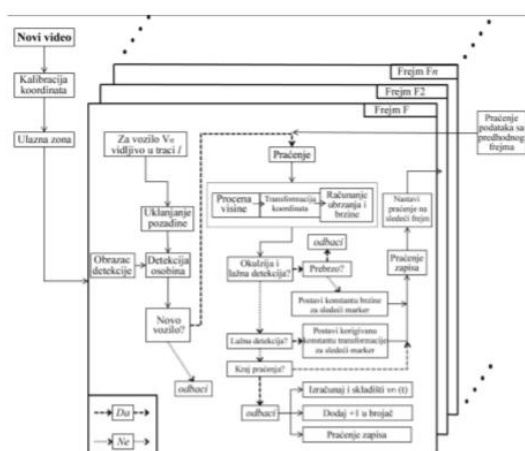 Novi video
Kalibracija
koordinata
Ulazna zona
Frejm Fn
Frejm F2
Frejm F
Za vozilo Vn
vidljivo u traci l
Uklanjanje
pozadine
Obrazac
detekcije
Detekcija
osobina
Novo
vozilo?
odbaci
Praćenje
Procena
visine
Transformacija
koordinata
Računanje
ubrzanja i
brzine
Praćenje
podataka sa
predhodnog
frejma
Nastavi
praćenje na
sledeći frejm
Praćenje
zapisa
odbaci
Okulzija i
lažna detekcija?
Prebrzo?
Postavi konstantu brzine
za sledeći marker
Lažna detekcija?
Postavi korigivanu
konstantu transformacije
za sledeći marker
Kraj praćenja?
odbaci
Izračunaj i skladišti vn (t)
Dodaj +1 u brojač
Praćenje zapisa
Da
Ne